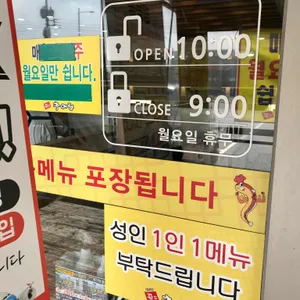 매 주
월요일만 쉽니다.
OPEN 10:00
CLOSE 9:00
월요일 휴무
메뉴 포장됩니다
성인 1인 1메뉴
부탁드립니다